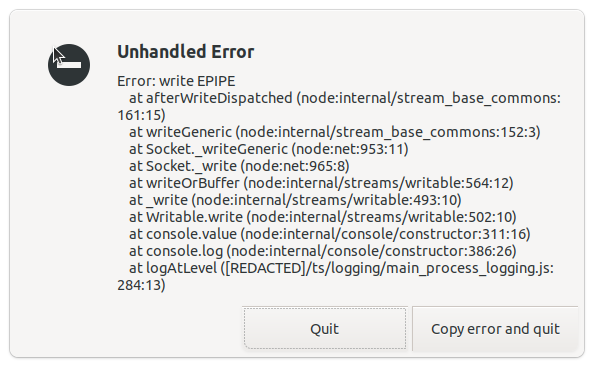 Unhandled Error
Error: write EPIPE
at afterWriteDispatched (node:internal/stream_base_commons:
161:15)
at writeGeneric (node:internal/stream_base_commons:152:3)
at Socket._writeGeneric (node:net:953:11)
at Socket._write (node:net:965:8)
at writeOrBuffer (node:internal/streams/writable:564:12)
at _write (node:internal/streams/writable:493:10)
at Writable.write (node:internal/streams/writable:502:10)
at console.value (node:internal/console/constructor:311:16)
at console.log (node:internal/console/constructor:386:26)
at logAtLevel ([REDACTED]/ts/logging/main_process_logging.js:
284:13)
Quit
Copy error and quit